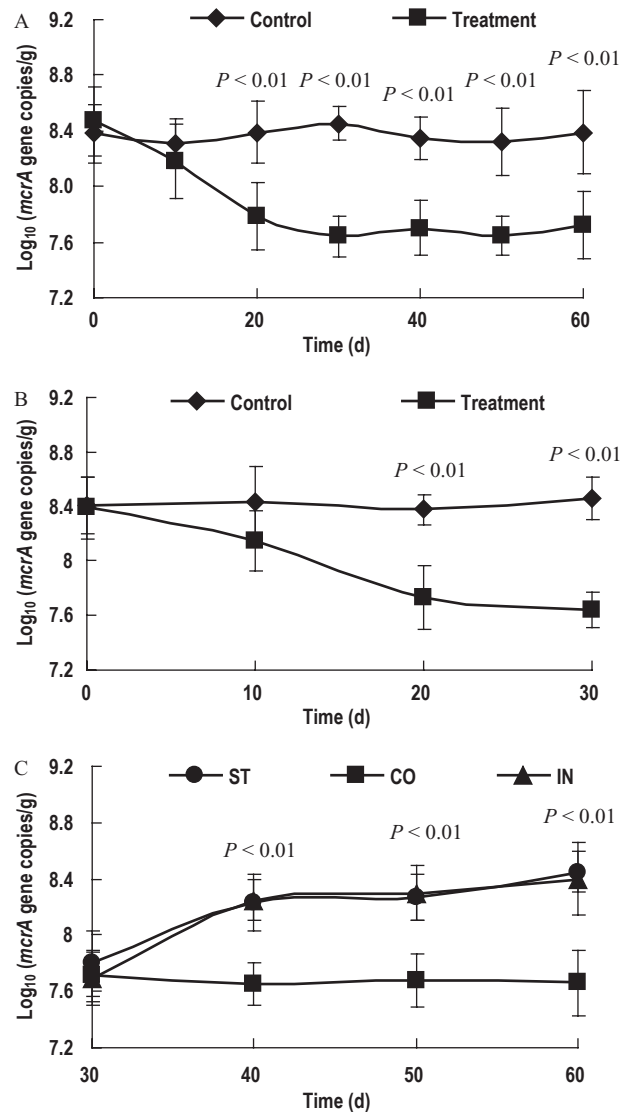 A
Control Treatment
9.2
8.8
8.4
8.0
7.6
7.2
Log₁₀ (mcrA gene copies/g)
P < 0.01 P < 0.01 P < 0.01 P < 0.01 P < 0.01
0 20 40 60
Time (d)
B
Control Treatment
9.2
8.8
8.4
8
7.6
7.2
Log₁₀ (mcrA gene copies/g)
P < 0.01 P < 0.01
0 10 20 30
Time (d)
C
ST CO IN
9.2
8.8
8.4
8
7.6
7.2
Log₁₀ (mcrA gene copies/g)
P < 0.01 P < 0.01 P < 0.01
30 40 50 60
Time (d)